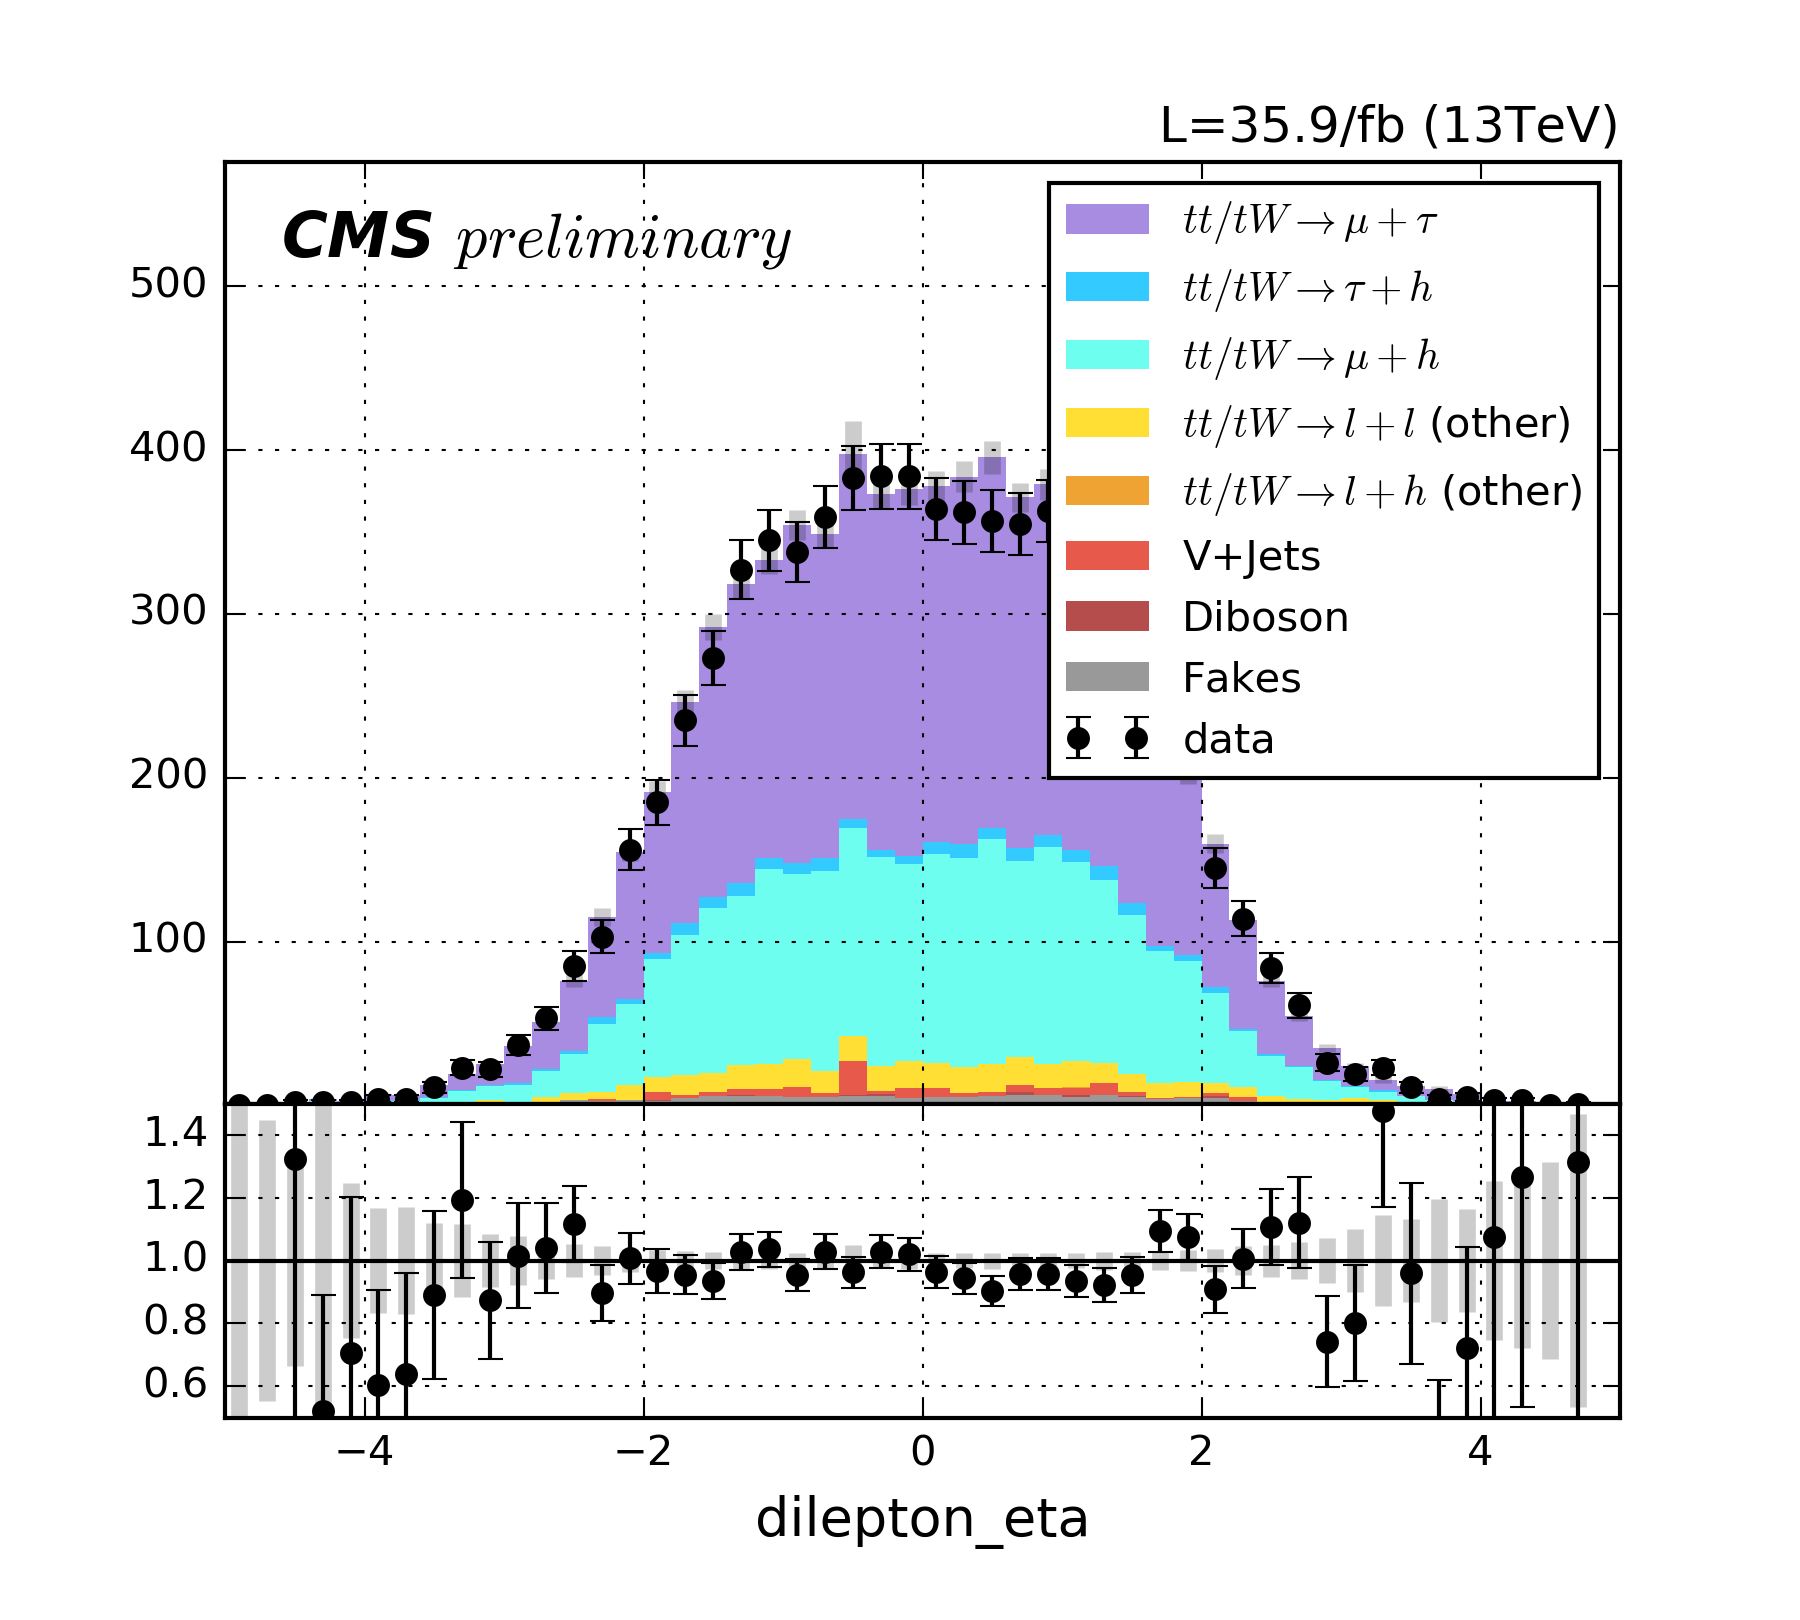 L=35.9/fb (13TeV)
CMS preliminary
tt/tW→μ+τ
tt/tW→τ+h
tt/tW→μ+h
tt/tW→l+l (other)
tt/tW→l+h (other)
V+Jets
Diboson
Fakes
data
500
400
300
200
100
1.4
1.2
1.0
0.8
0.6
−4 −2 0 2 4
dilepton_eta